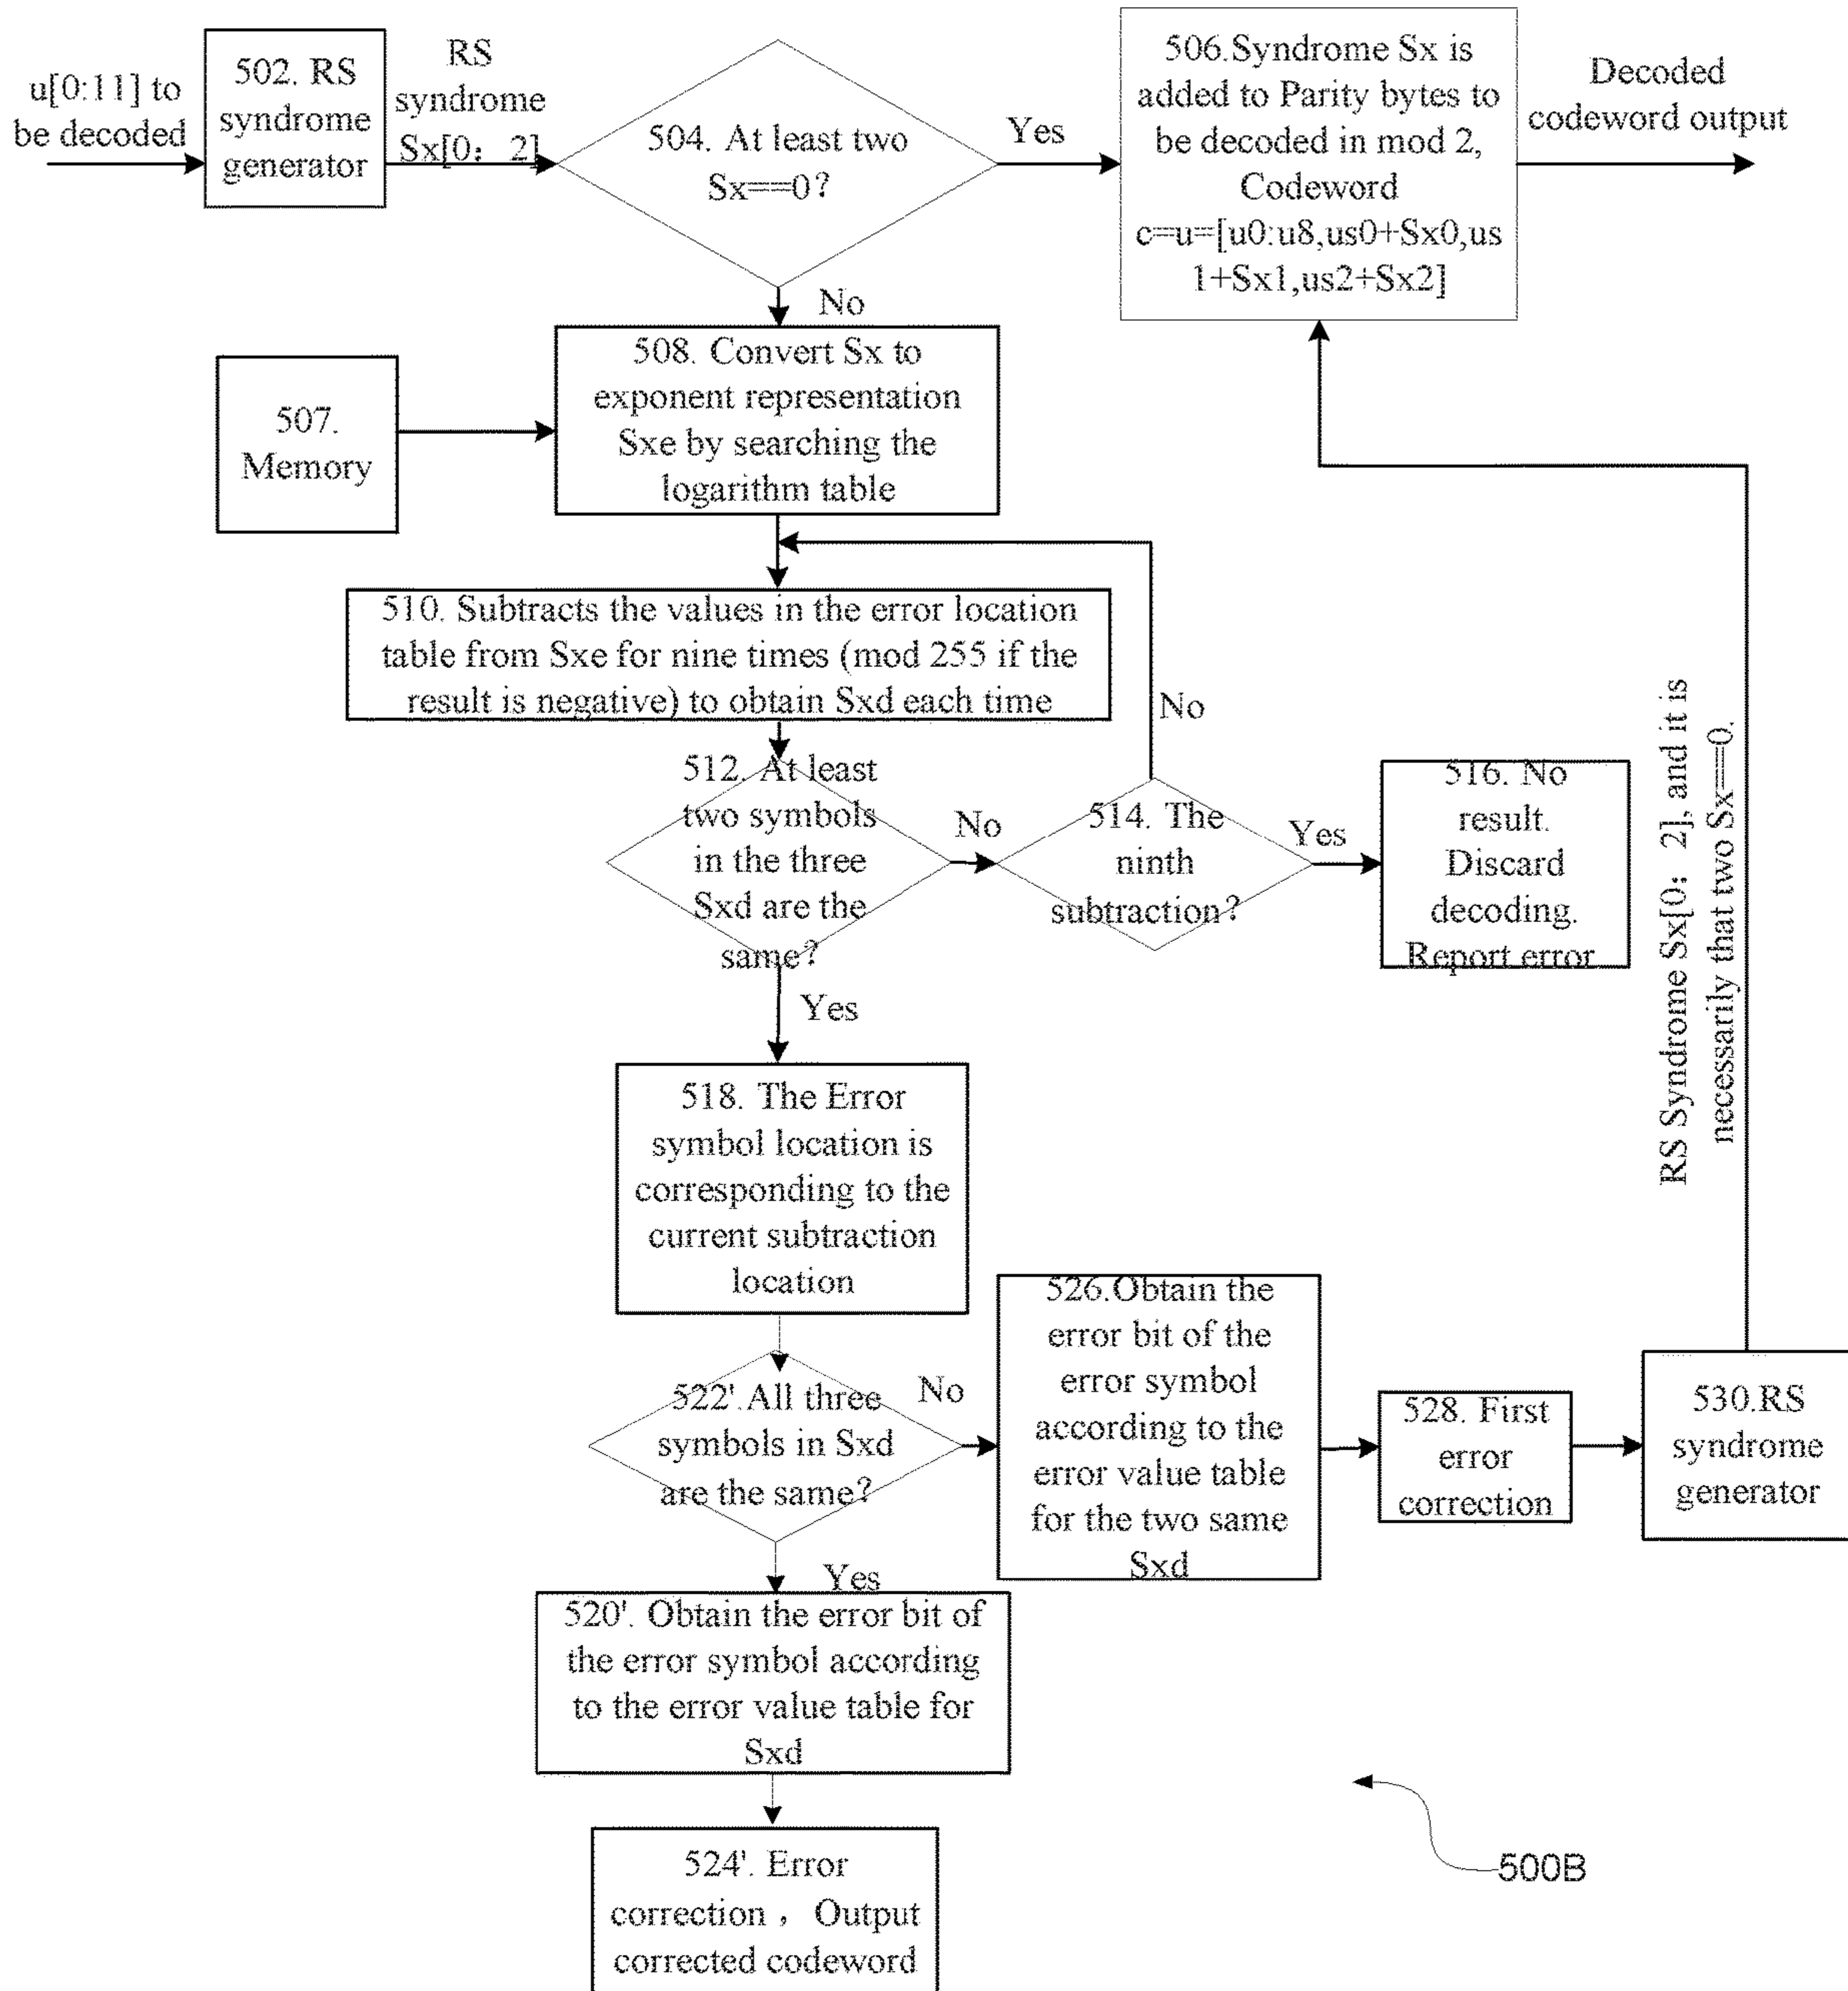 u[0:11] to
be decoded
502. RS
syndrome
generator
RS
syndrome
Sx[0：2]
504. At least two
Sx==0?
Yes
506.Syndrome Sx is
added to Parity bytes to
be decoded in mod 2,
Codeword
c=u=[u0:u8,us0+Sx0,us
1+Sx1,us2+Sx2]
Decoded
codeword output
No
507.
Memory
508. Convert Sx to
exponent representation
Sxe by searching the
logarithm table
510. Subtracts the values in the error location
table from Sxe for nine times (mod 255 if the
result is negative) to obtain Sxd each time
No
512. At least
two symbols
in the three
Sxd are the
same?
No
514. The
ninth
subtraction?
Yes
516. No
result.
Discard
decoding.
Report error
RS Syndrome Sx[0：2], and it is
necessarily that two Sx==0.
Yes
518. The Error
symbol location is
corresponding to the
current subtraction
location
522'.All three
symbols in Sxd
are the same?
No
526.Obtain the
error bit of the
error symbol
according to the
error value table
for the two same
Sxd
528. First
error
correction
530.RS
syndrome
generator
Yes
520'. Obtain the error bit of
the error symbol according
to the error value table for
Sxd
524'. Error
correction， Output
corrected codeword
500B